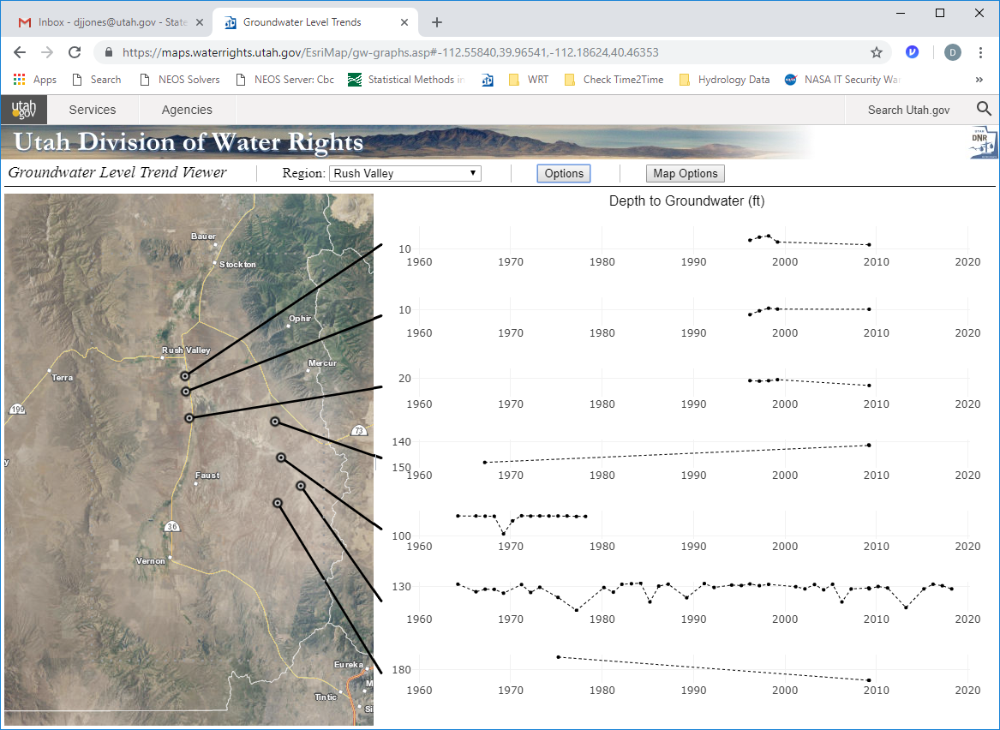 Inbox - djjones@utah.gov - State
Groundwater Level Trends
https://maps.waterrights.utah.gov/EsriMap/gw-graphs.asp#-112.55840,39.96541,-112.18624,40.46353
D
Apps Search NEOS Solvers NEOS Server: Cbc Statistical Methods in WRT Check Time2Time Hydrology Data NASA IT Security War »
utah gov Services Agencies Search Utah.gov
Utah Division of Water Rights
UTAH DNR
Groundwater Level Trend Viewer Region: Rush Valley Options Map Options
Bauer
Stockton
Ophir
Rush Valley
Mercur
Terra
199
73
y
Faust
36
Vernon
Eureka
M
Tintic
Si
Depth to Groundwater (ft)
10
1960 1970 1980 1990 2000 2010 2020
10
1960 1970 1980 1990 2000 2010 2020
20
1960 1970 1980 1990 2000 2010 2020
140
150
1960 1970 1980 1990 2000 2010 2020
100
1960 1970 1980 1990 2000 2010 2020
130
1960 1970 1980 1990 2000 2010 2020
180
1960 1970 1980 1990 2000 2010 2020